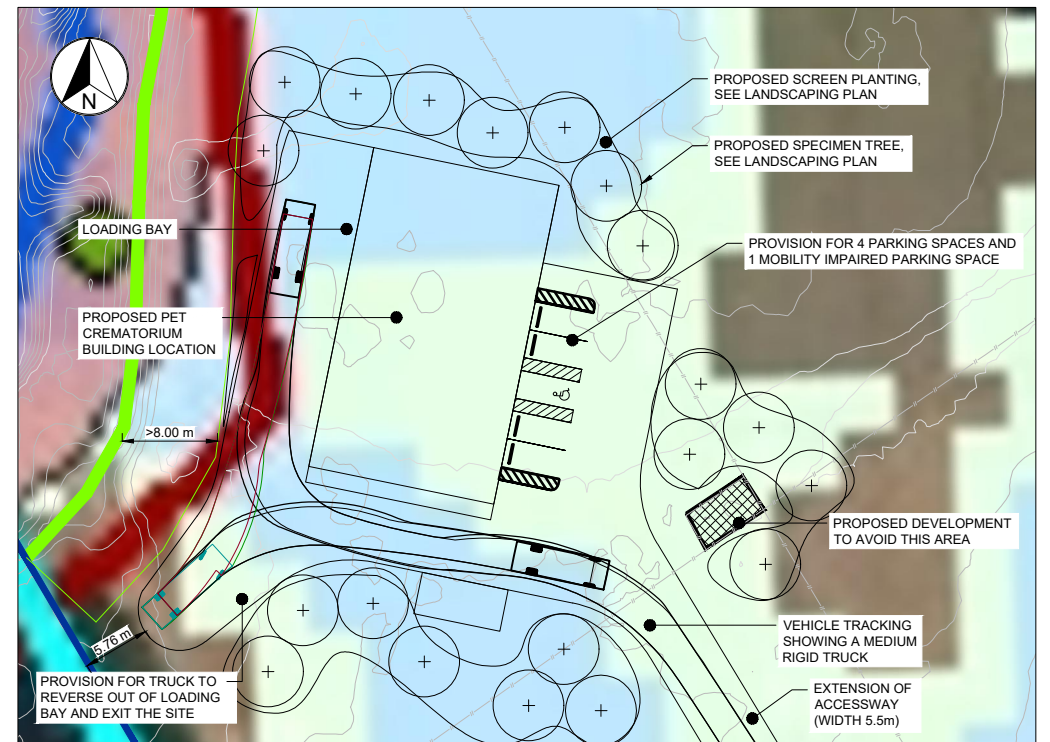 N
PROPOSED SCREEN PLANTING,
SEE LANDSCAPING PLAN
PROPOSED SPECIMEN TREE,
SEE LANDSCAPING PLAN
LOADING BAY
PROVISION FOR 4 PARKING SPACES AND
1 MOBILITY IMPAIRED PARKING SPACE
PROPOSED PET
CREMATORIUM
BUILDING LOCATION
>8.00 m
PROPOSED DEVELOPMENT
TO AVOID THIS AREA
5.76 m
VEHICLE TRACKING
SHOWING A MEDIUM
RIGID TRUCK
PROVISION FOR TRUCK TO
REVERSE OUT OF LOADING
BAY AND EXIT THE SITE
EXTENSION OF
ACCESSWAY
(WIDTH 5.5m)